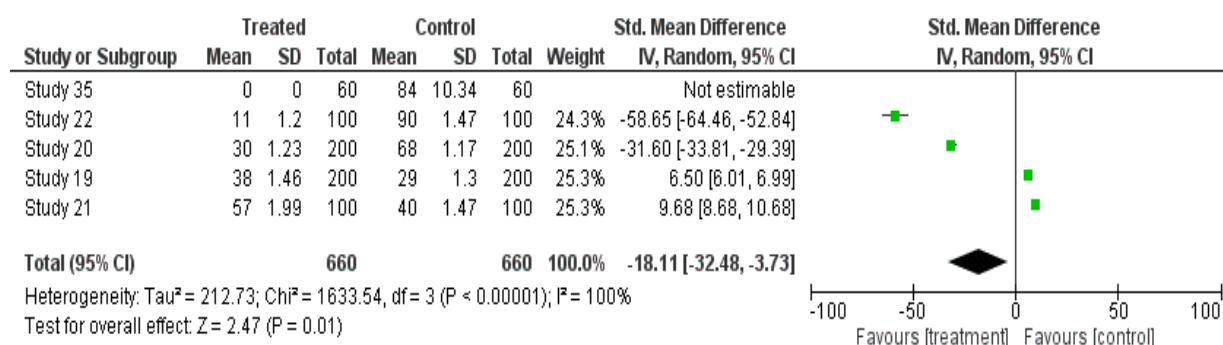 Treated Control Std. Mean Difference Std. Mean Difference
Study or Subgroup Mean SD Total Mean SD Total Weight IV, Random, 95% CI IV, Random, 95% CI
Study 35 0 0 60 84 10.34 60 Not estimable
Study 22 11 1.2 100 90 1.47 100 24.3% -58.65 [-64.46, -52.84]
Study 20 30 1.23 200 68 1.17 200 25.1% -31.60 [-33.81, -29.39]
Study 19 38 1.46 200 29 1.3 200 25.3% 6.50 [6.01, 6.99]
Study 21 57 1.99 100 40 1.47 100 25.3% 9.68 [8.68, 10.68]
Total (95% CI) 660 660 100.0% -18.11 [-32.48, -3.73]
Heterogeneity: Tau² = 212.73; Chi² = 1633.54, df = 3 (P < 0.00001); I² = 100%
Test for overall effect: Z = 2.47 (P = 0.01)
-100 -50 0 50 100
Favours [treatment] Favours [control]